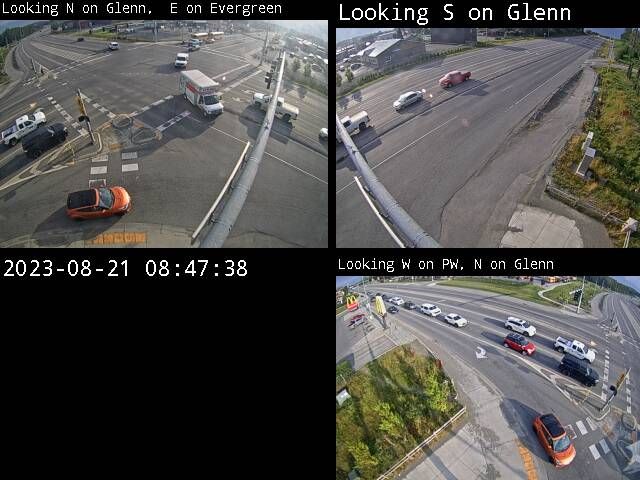 Looking N on Glenn,  E on Evergreen
Looking S on Glenn
2023-08-21 08:47:38
Looking W on PW, N on Glenn